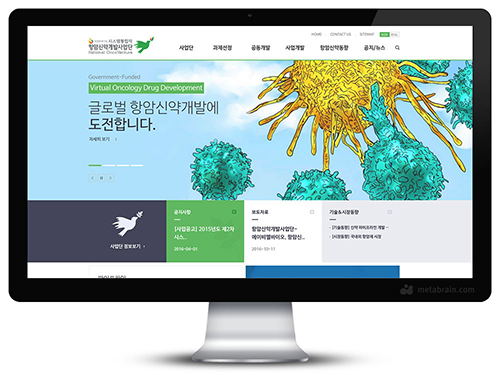 HOME
CONTACT US
SITEMAP
시스템통합적
항암신약개발사업단
National OncoVenture
사업단
과제선정
공동개발
사업개발
항암신약동향
공지/뉴스
Government-Funded
Virtual Oncology Drug Development
글로벌 항암신약개발에
도전합니다.
자세히 보기 >
사업단 정보보기 >
공지사항
[사업공고] 2015년도 제2차
시스..
2016-04-01
보도자료
항암신약개발사업단-
에이비엘바이오, 항암신..
2016-10-11
기술&시장동향
- [기술동향] 신약 파이프라인 개발 ··
- [시장동향] 국내외 항암제 시장
metabrain.com